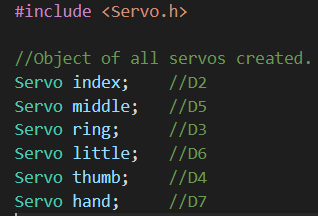 #include <Servo.h>
//Object of all servos created.
Servo index;    //D2
Servo middle;   //D5
Servo ring;     //D3
Servo little;   //D6
Servo thumb;    //D4
Servo hand;     //D7